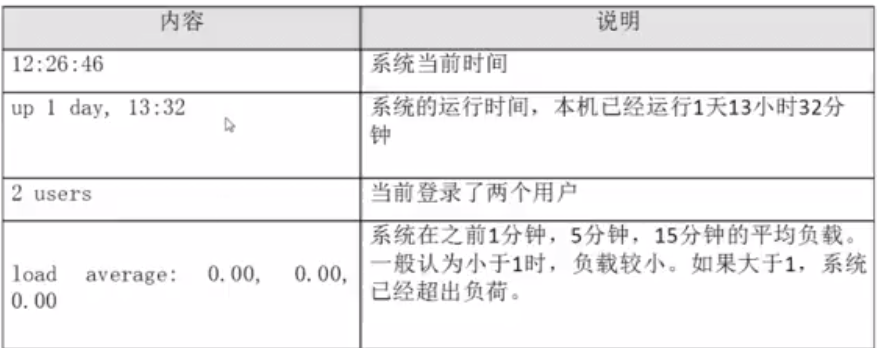 内容 说明
12:26:46 系统当前时间
up 1 day, 13:32 系统的运行时间，本机已经运行1天13小时32分
钟
2 users 当前登录了两个用户
load average: 0.00, 0.00,
0.00
系统在之前1分钟，5分钟，15分钟的平均负载。
一般认为小于1时，负载较小。如果大于1，系统
已经超出负荷。